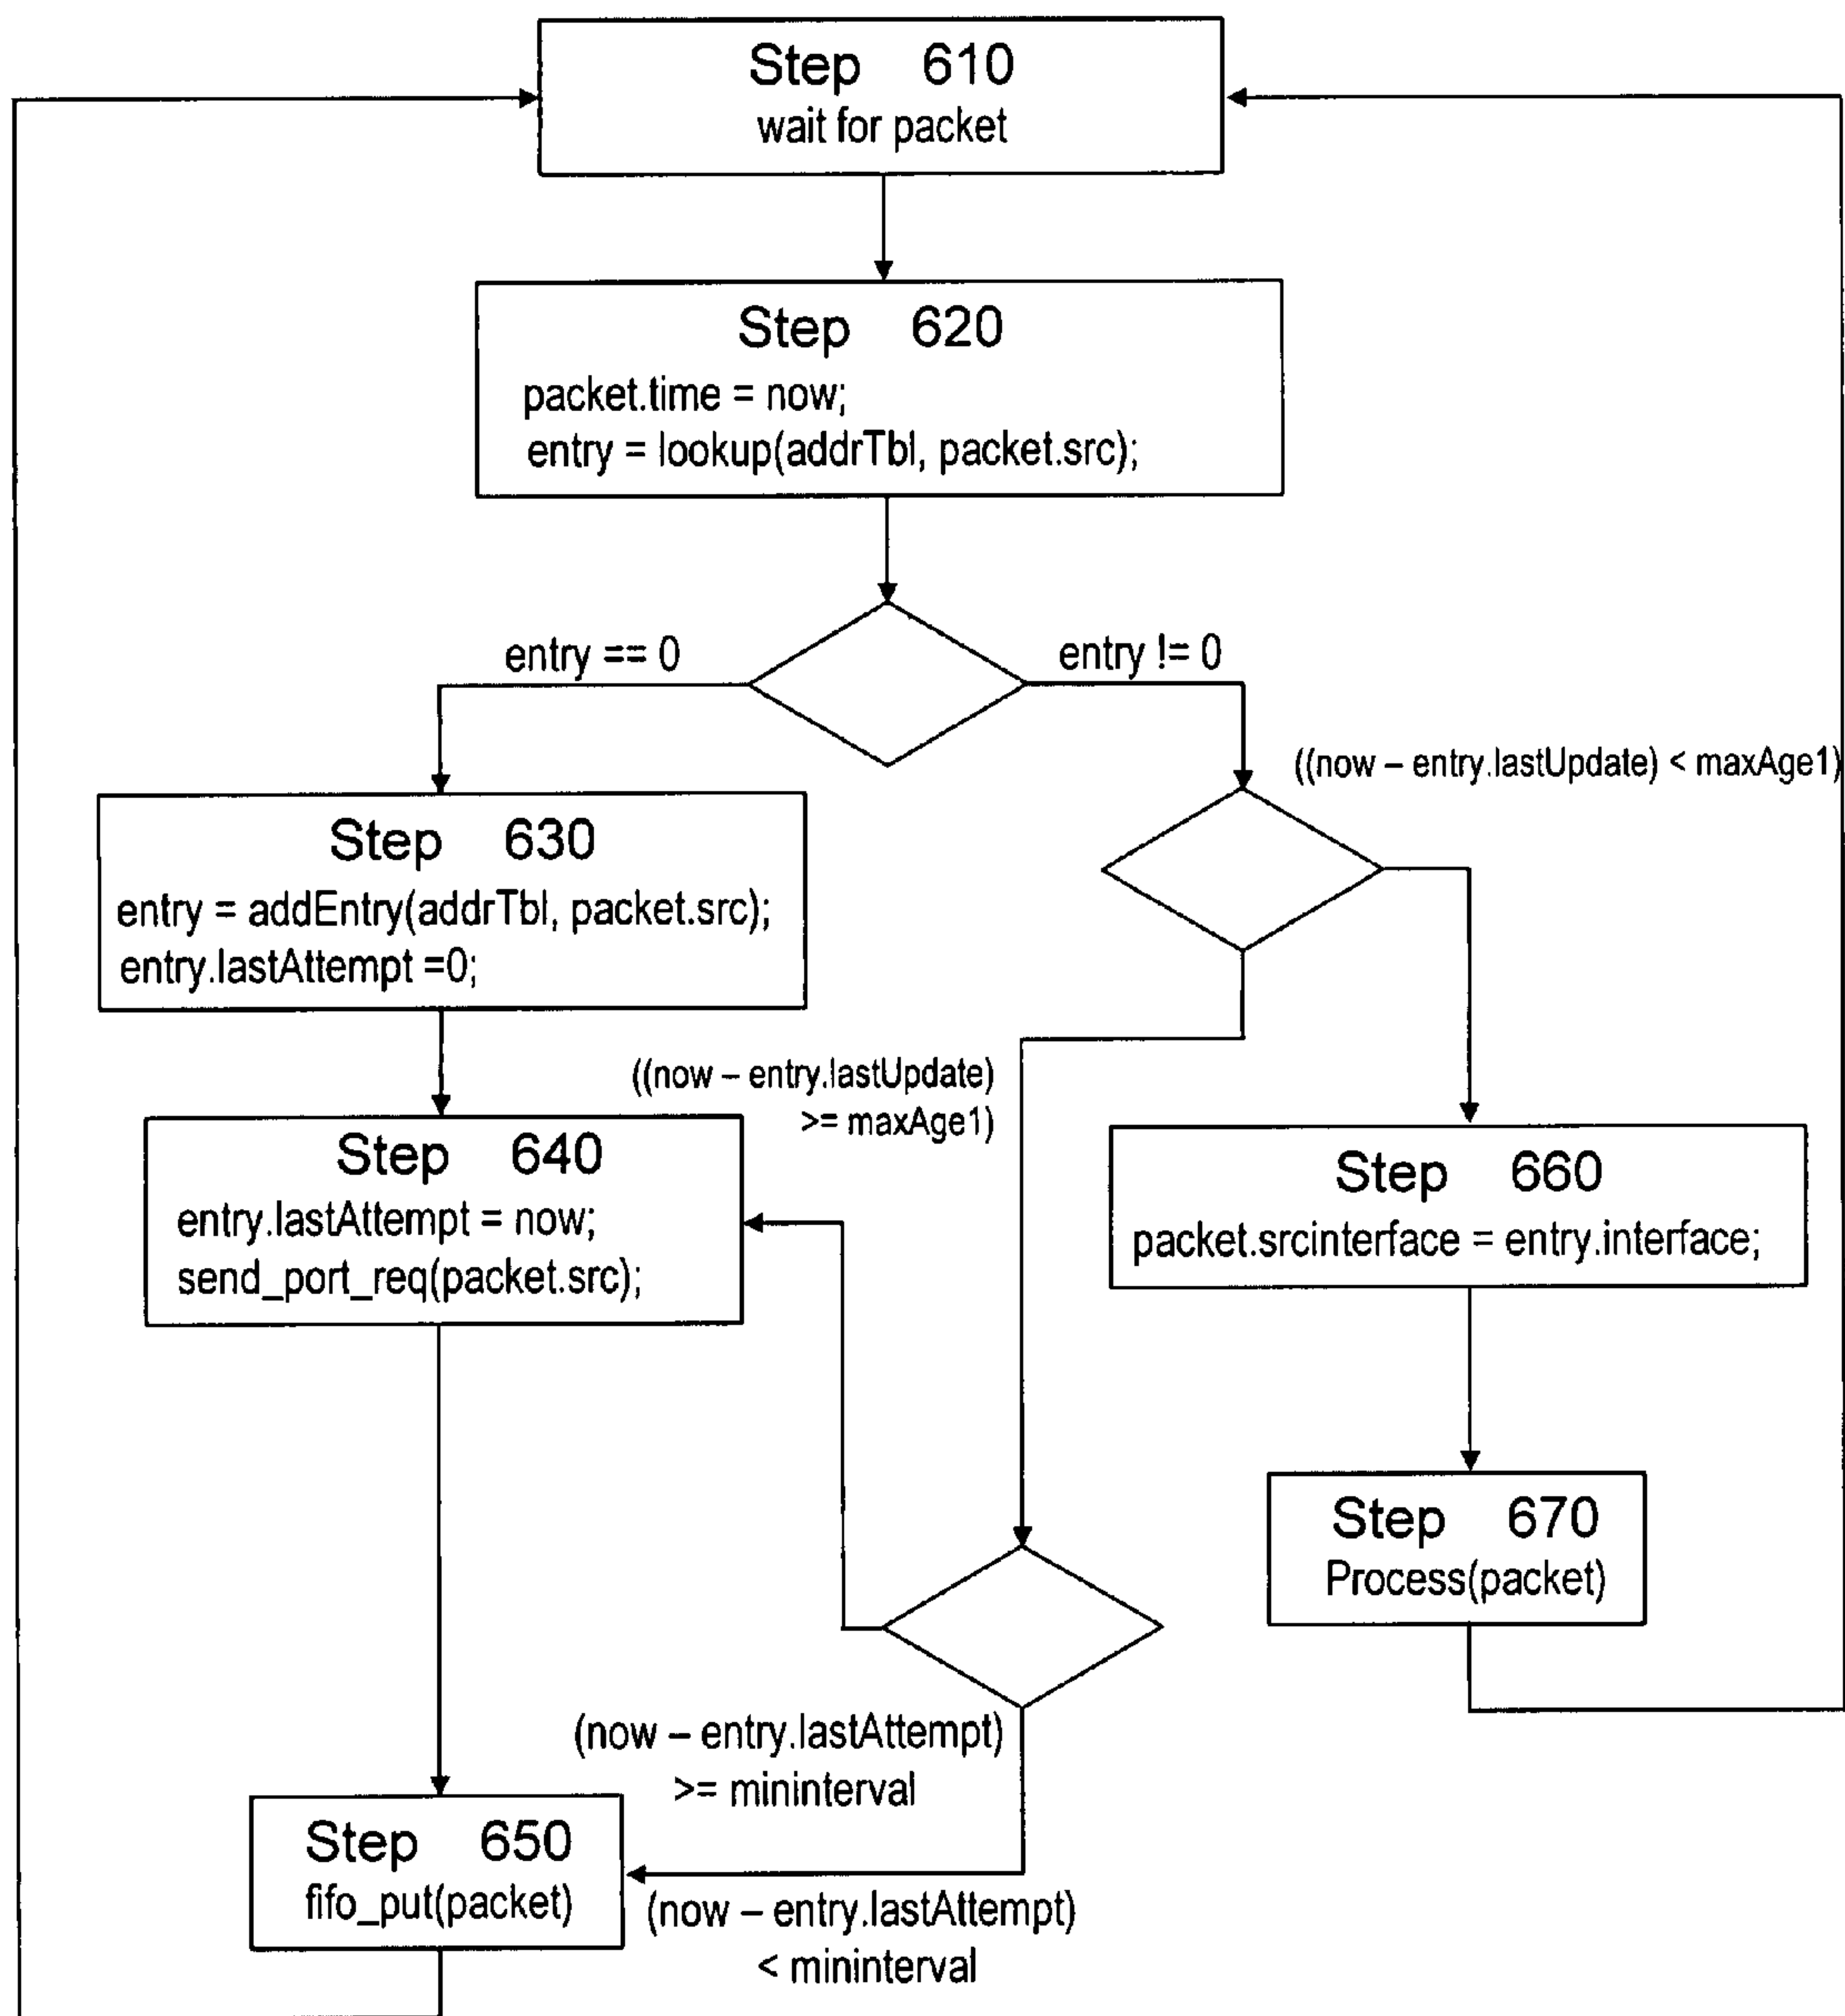 Step 610
wait for packet
Step 620
packet.time = now;
entry = lookup(addrTbl, packet.src);
entry == 0
entry != 0
((now – entry.lastUpdate) < maxAge1)
Step 630
entry = addEntry(addrTbl, packet.src);
entry.lastAttempt =0;
((now – entry.lastUpdate)
>= maxAge1)
Step 640
entry.lastAttempt = now;
send_port_req(packet.src);
Step 660
packet.srcinterface = entry.interface;
Step 670
Process(packet)
(now – entry.lastAttempt)
>= mininterval
Step 650
fifo_put(packet)
(now – entry.lastAttempt)
< mininterval